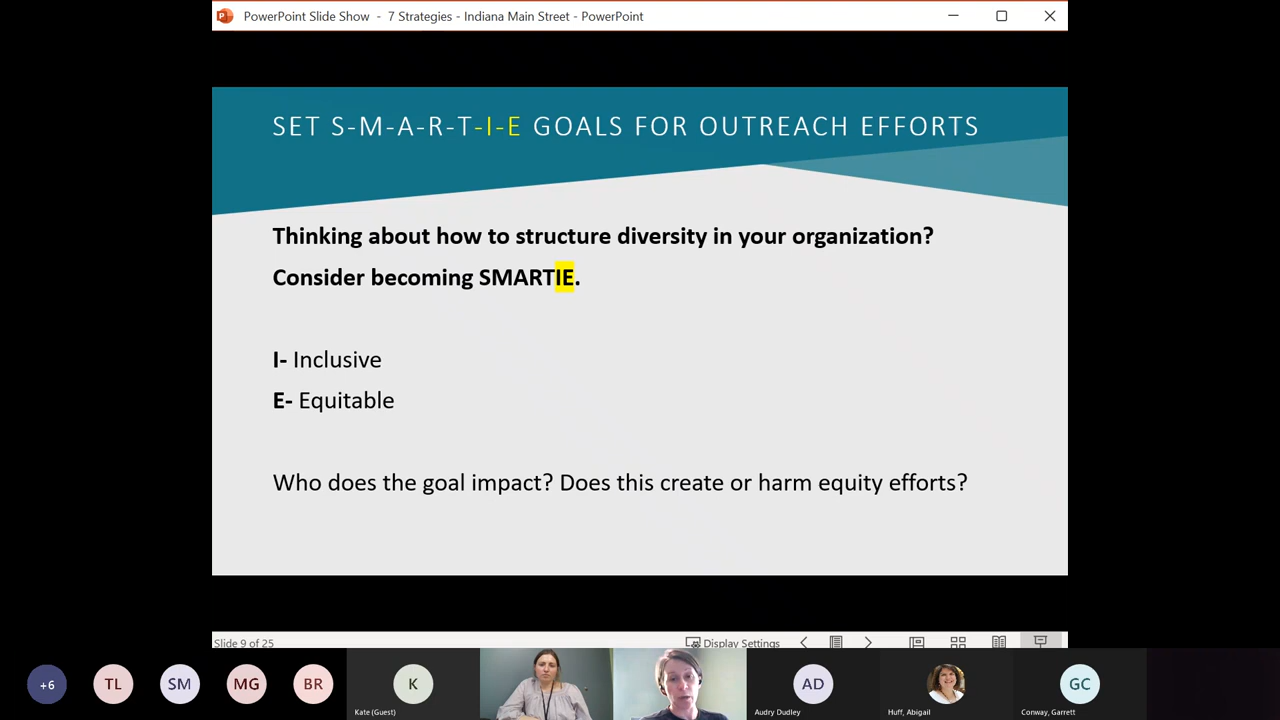 PowerPoint Slide Show - 7 Strategies - Indiana Main Street - PowerPoint
SET S-M-A-R-T-I-E GOALS FOR OUTREACH EFFORTS
Thinking about how to structure diversity in your organization?
Consider becoming SMARTIE.
I- Inclusive
E- Equitable
Who does the goal impact? Does this create or harm equity efforts?
Slide 9 of 25
Display Settings
+6
TL
SM
MG
BR
K
AD
GC
Kate (Guest)
Audry Dudley
Huff, Abigail
Conway, Garrett